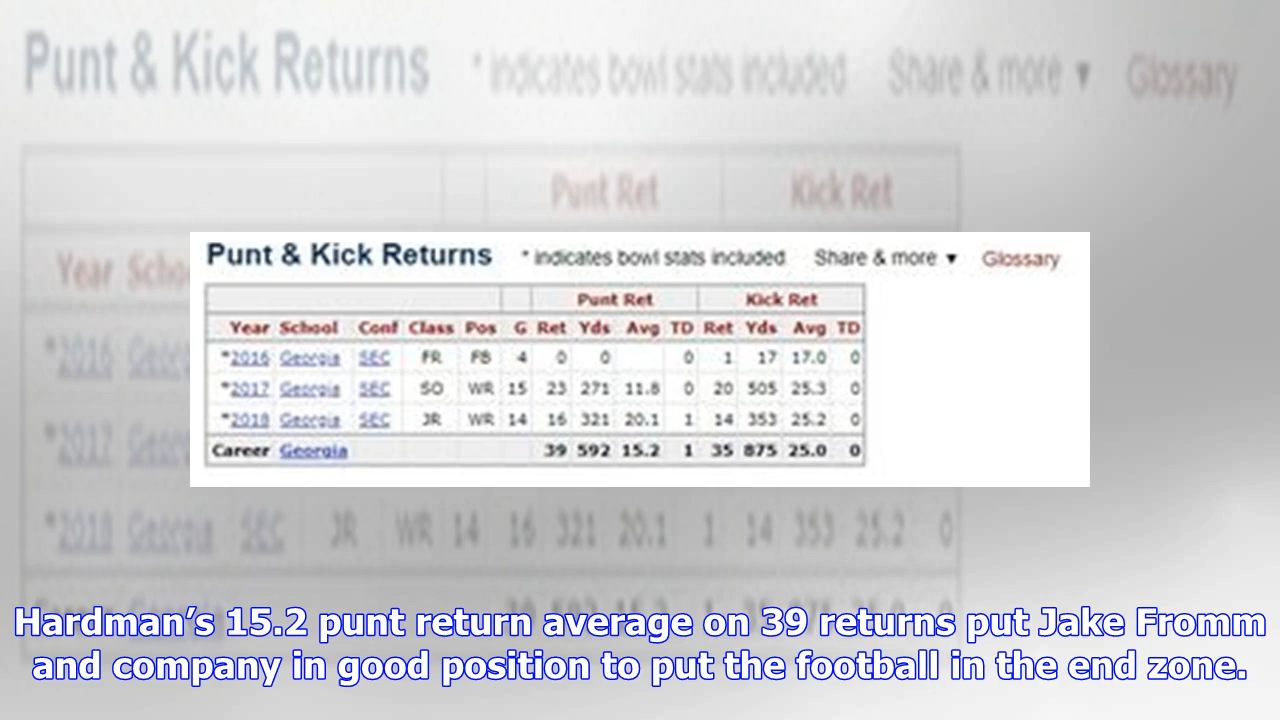 Punt & Kick Returns * indicates bowl stats included Share & more ▼ Glossary
Punt Ret Kick Ret
Year School Conf Class Pos G Ret Yds Avg TD Ret Yds Avg TD
*2016 Georgia SEC FR FB 4 0 0 0 1 17 17.0 0
*2017 Georgia SEC SO WR 15 23 271 11.8 0 20 505 25.3 0
*2018 Georgia SEC JR WR 14 16 321 20.1 1 14 353 25.2 0
Career Georgia 39 592 15.2 1 35 875 25.0 0
Hardman’s 15.2 punt return average on 39 returns put Jake Fromm
and company in good position to put the football in the end zone.